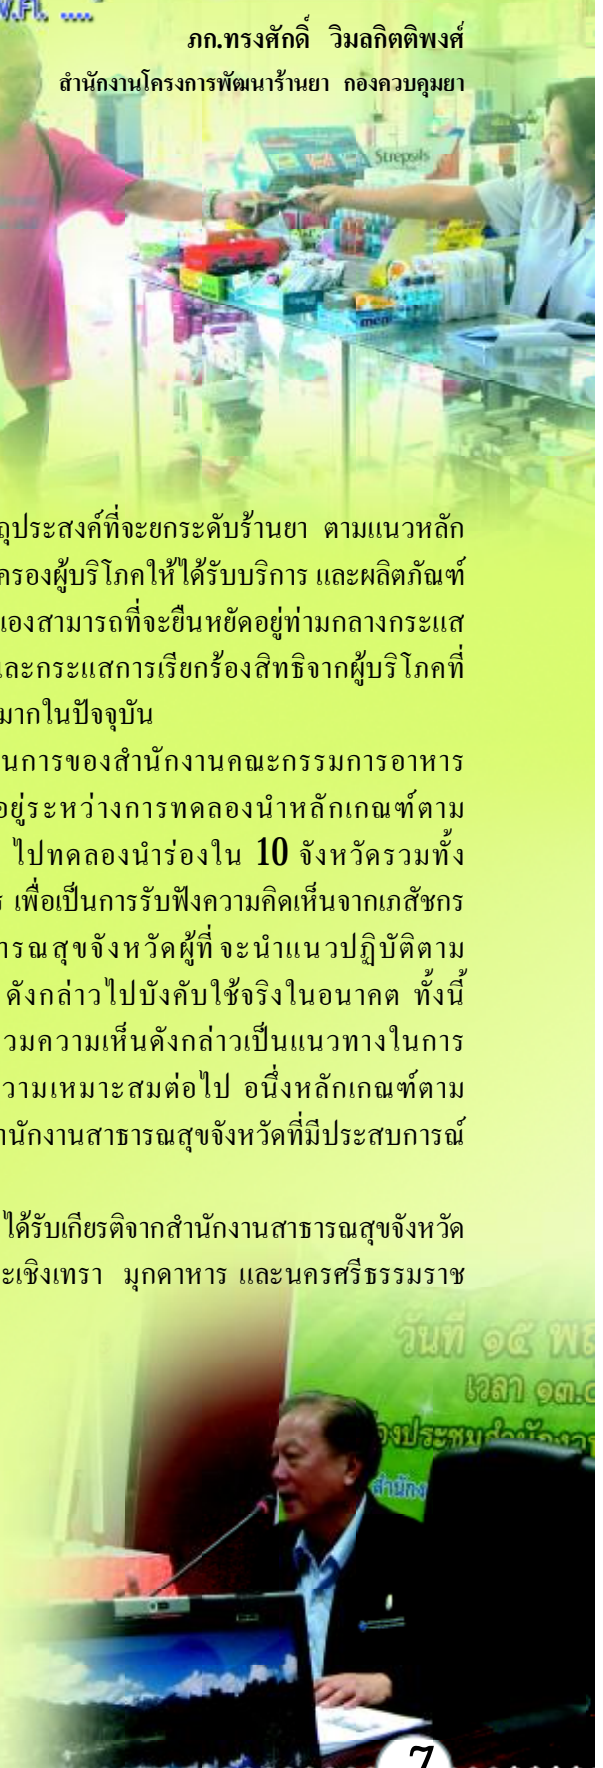 พ.ศ. ....
ภก.ทรงศักดิ์ วิมลกิตติพงศ์
สำนักงานโครงการพัฒนาร้านยา กองควบคุมยา
Strepsils
ถุประสงค์ที่จะยกระดับร้านยา ตามแนวหลัก
ครองผู้บริโภคให้ได้รับบริการ และผลิตภัณฑ์
เองสามารถที่จะยืนหยัดอยู่ท่ามกลางกระแส
และกระแสการเรียกร้องสิทธิจากผู้บริโภคที่
มากในปัจจุบัน
นการของสำนักงานคณะกรรมการอาหาร
อยู่ระหว่างการทดลองนำหลักเกณฑ์ตาม
ไปทดลองนำร่องใน 10 จังหวัดรวมทั้ง
ร เพื่อเป็นการรับฟังความคิดเห็นจากเภสัชกร
ารณสุขจังหวัดผู้ที่จะนำแนวปฏิบัติตาม
ดังกล่าวไปบังคับใช้จริงในอนาคต ทั้งนี้
วมความเห็นดังกล่าวเป็นแนวทางในการ
วามเหมาะสมต่อไป อนึ่งหลักเกณฑ์ตาม
านักงานสาธารณสุขจังหวัดที่มีประสบการณ์
ได้รับเกียรติจากสำนักงานสาธารณสุขจังหวัด
ะเชิงเทรา มุกดาหาร และนครศรีธรรมราช
วันที่ ๑๕ พ
เวลา ๑๓.
องประชุมสำนักงาน
สำนักง
7